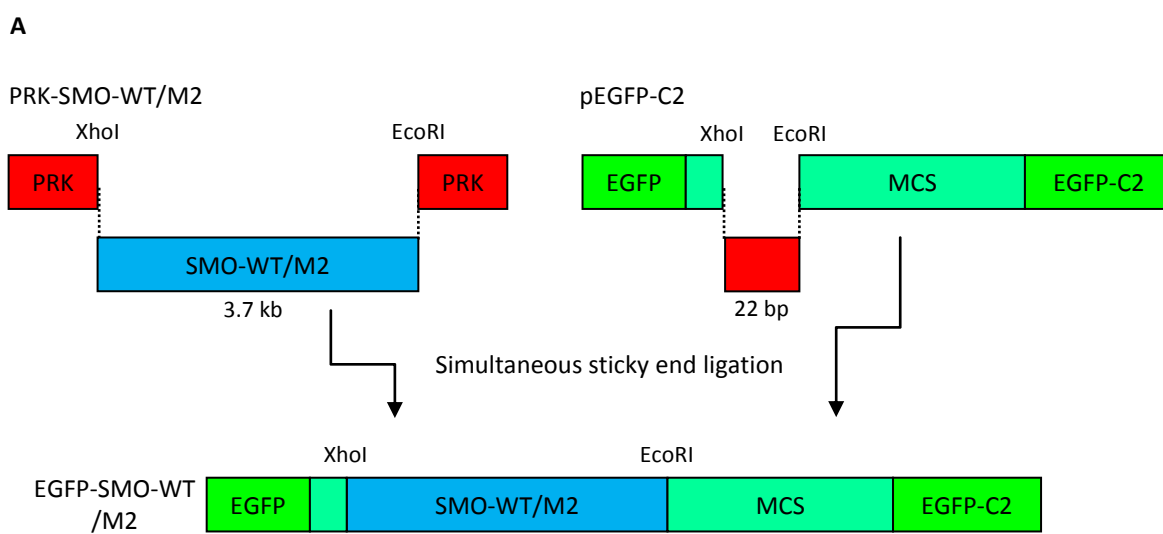 A
PRK-SMO-WT/M2
pEGFP-C2
XhoI
EcoRI
XhoI
EcoRI
PRK
PRK
EGFP
MCS
EGFP-C2
SMO-WT/M2
3.7 kb
22 bp
Simultaneous sticky end ligation
XhoI
EcoRI
EGFP-SMO-WT
/M2
EGFP
SMO-WT/M2
MCS
EGFP-C2